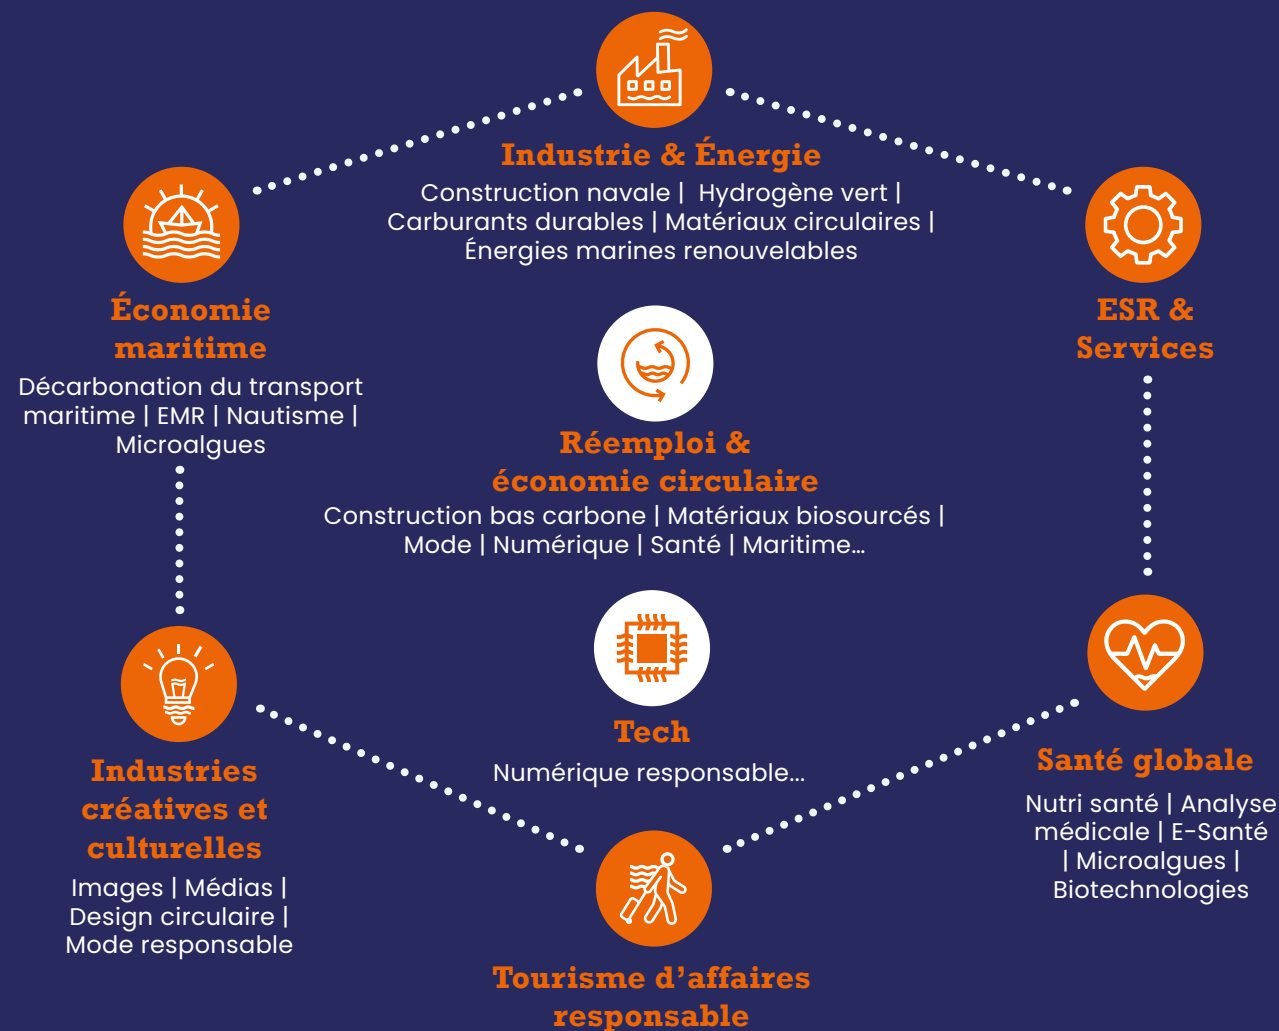 Industrie & Énergie
Construction navale | Hydrogène vert |
Carburants durables | Matériaux circulaires |
Énergies marines renouvelables
Économie
maritime
Décarbonation du transport
maritime | EMR | Nautisme |
Microalgues
ESR &
Services
Réemploi &
économie circulaire
Construction bas carbone | Matériaux biosourcés |
Mode | Numérique | Santé | Maritime…
Tech
Numérique responsable...
Industries
créatives et
culturelles
Images | Médias |
Design circulaire |
Mode responsable
Santé globale
Nutri santé | Analyse
médicale | E-Santé
| Microalgues |
Biotechnologies
Tourisme d’affaires
responsable